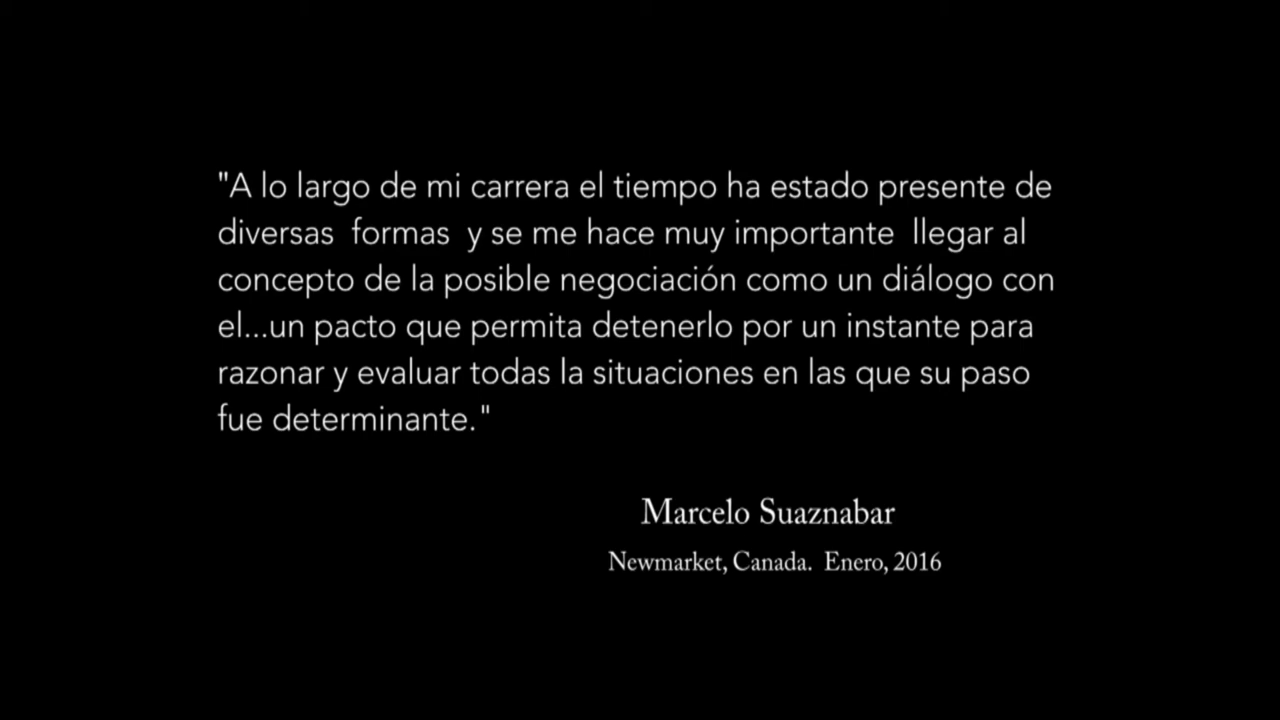 "A lo largo de mi carrera el tiempo ha estado presente de
diversas  formas  y se me hace muy importante  llegar al
concepto de la posible negociación como un diálogo con
el...un pacto que permita detenerlo por un instante para
razonar y evaluar todas la situaciones en las que su paso
fue determinante."
Marcelo Suaznabar
Newmarket, Canada.  Enero, 2016